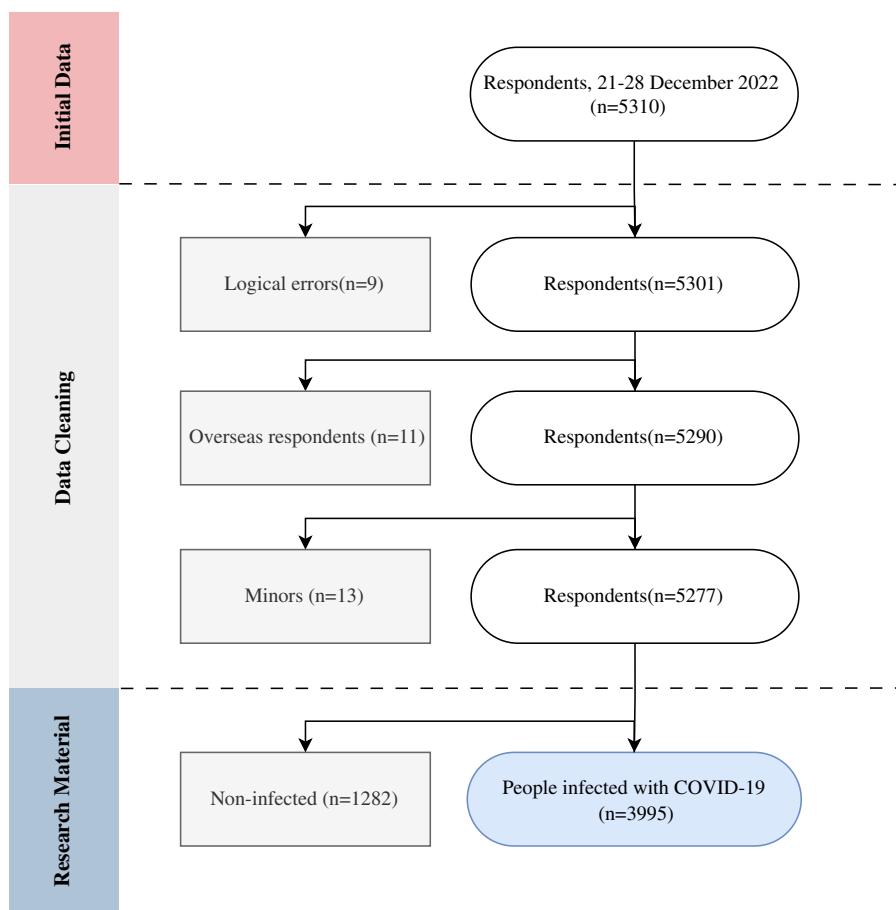 Initial Data
Respondents, 21-28 December 2022
(n=5310)
Data Cleaning
Logical errors(n=9)
Respondents(n=5301)
Overseas respondents (n=11)
Respondents(n=5290)
Minors (n=13)
Respondents(n=5277)
Research Material
Non-infected (n=1282)
People infected with COVID-19
(n=3995)